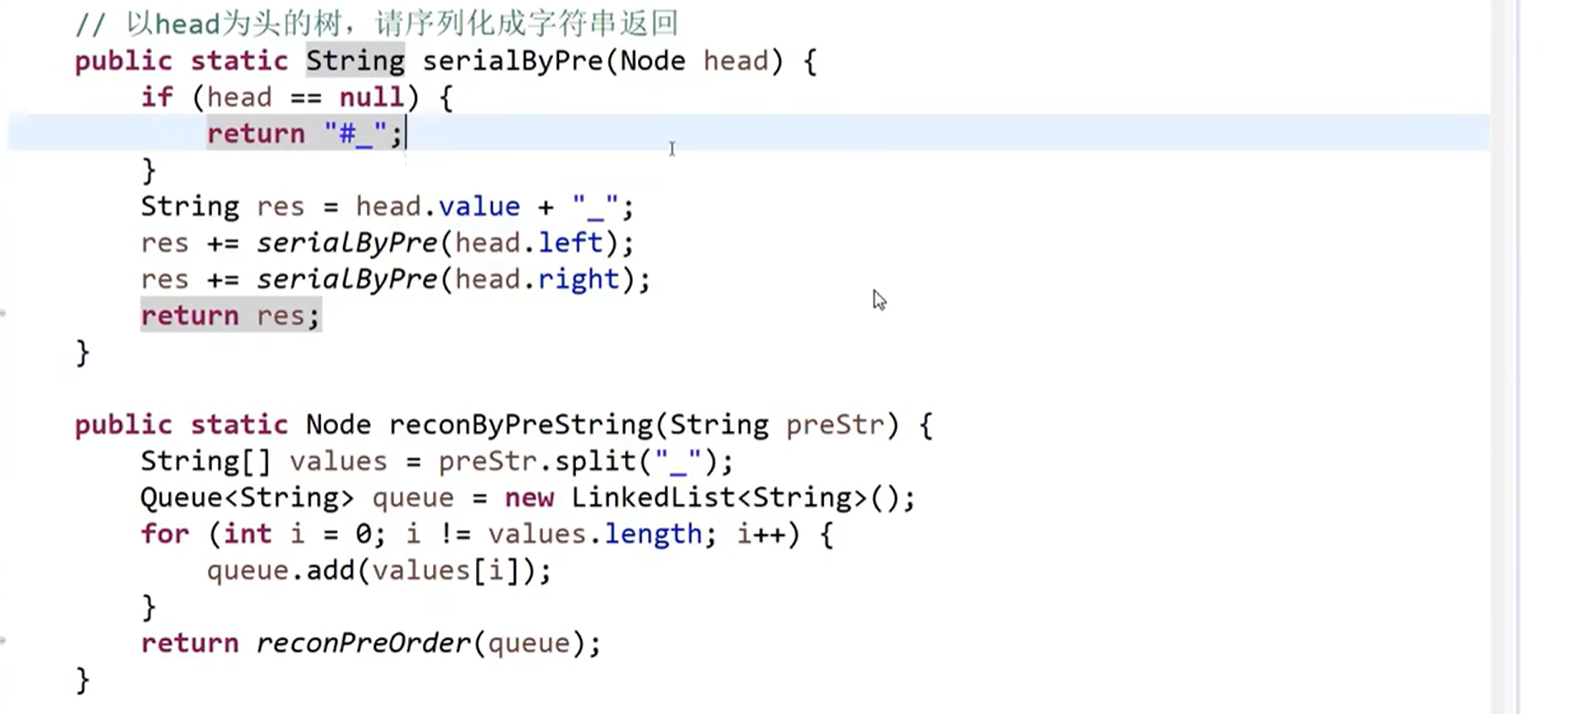 // 以head为头的树，请序列化成字符串返回
public static String serialByPre(Node head) {
if (head == null) {
return "#_";
}
String res = head.value + "_";
res += serialByPre(head.left);
res += serialByPre(head.right);
return res;
}
public static Node reconByPreString(String preStr) {
String[] values = preStr.split("_");
Queue<String> queue = new LinkedList<String>();
for (int i = 0; i != values.length; i++) {
queue.add(values[i]);
}
return reconPreOrder(queue);
}